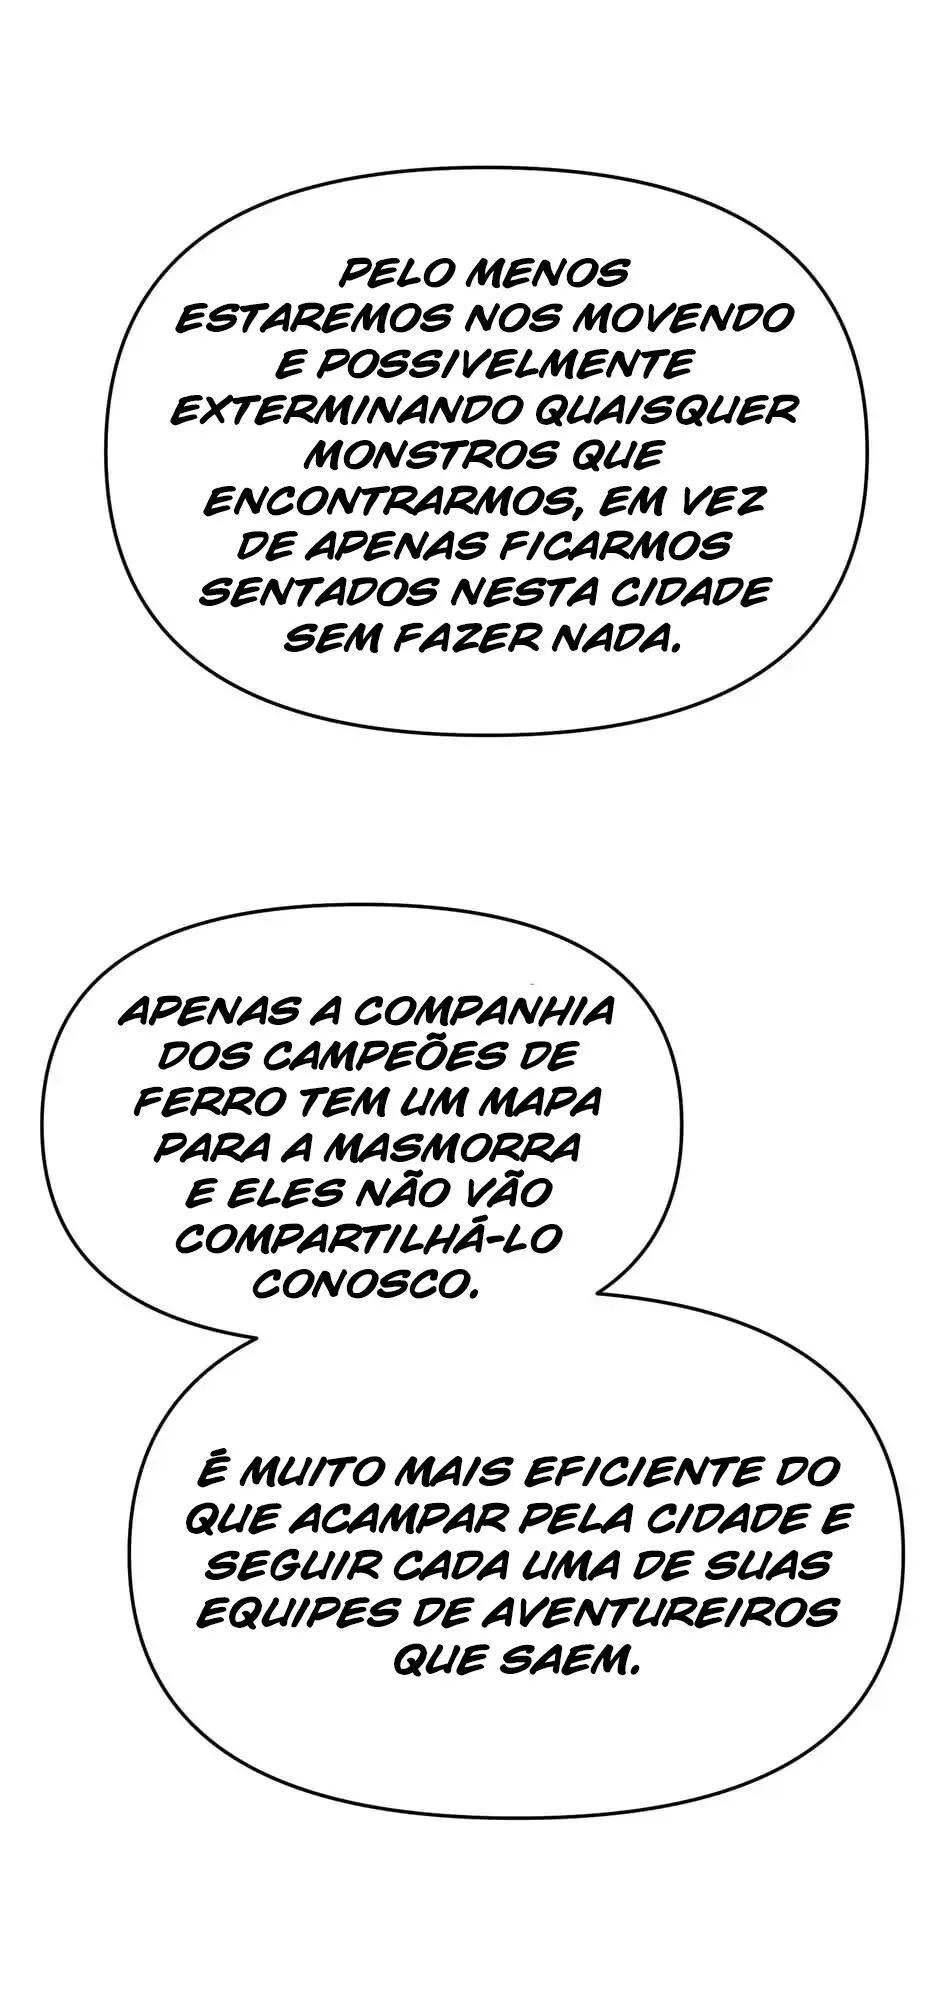 PELO MENOS
ESTAREMOS NOS MOVENDO
E POSSIVELMENTE
EXTERMINANDO QUAISQUER
MONSTROS QUE
ENCONTRARMOS, EM VEZ
DE APENAS FICARMOS
SENTADOS NESTA CIDADE
SEM FAZER NADA.
APENAS A COMPANHIA
DOS CAMPEÕES DE
FERRO TEM UM MAPA
PARA A MASMORRA
E ELES NÃO VÃO
COMPARTILHÁ-LO
CONOSCO.
É MUITO MAIS EFICIENTE DO
QUE ACAMPAR PELA CIDADE E
SEGUIR CADA UMA DE SUAS
EQUIPES DE AVENTUREIROS
QUE SAEM.